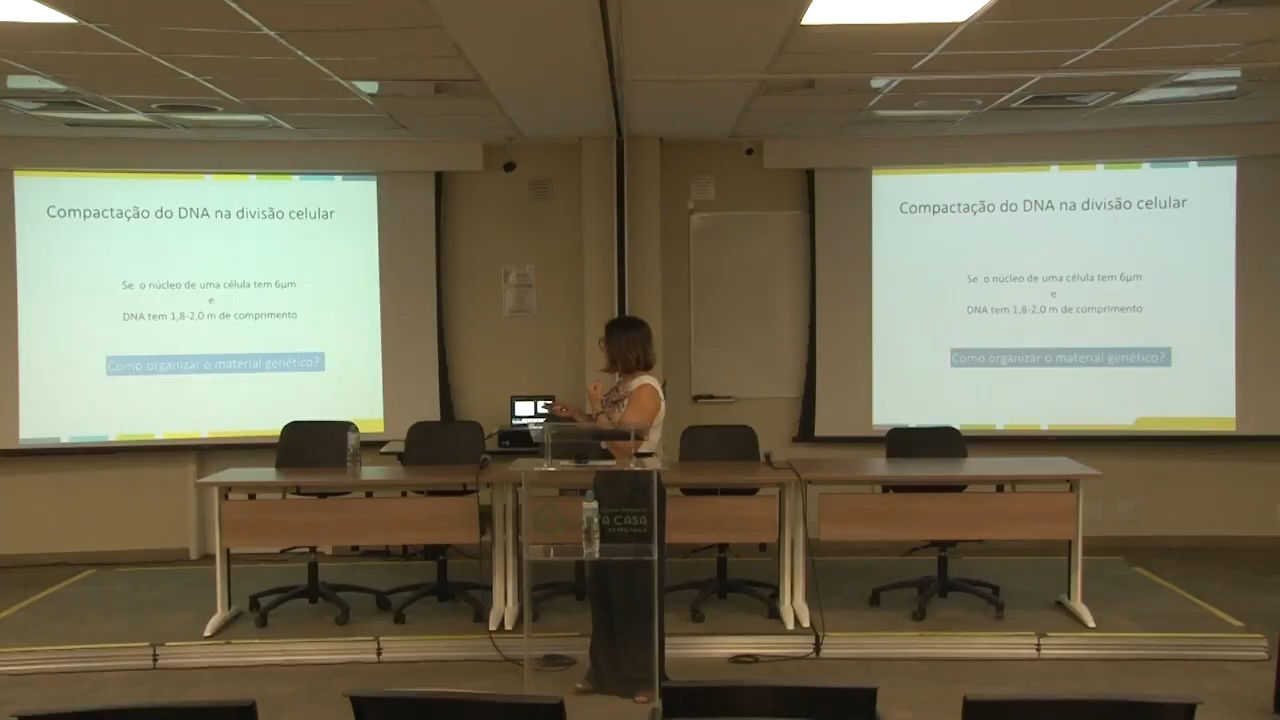 Compactação do DNA na divisão celular
Se o núcleo de uma célula tem 6µm
e
DNA tem 1,8-2,0 m de comprimento
Como organizar o material genético?
Compactação do DNA na divisão celular
Se o núcleo de uma célula tem 6µm
e
DNA tem 1,8-2,0 m de comprimento
Como organizar o material genético?
CASA